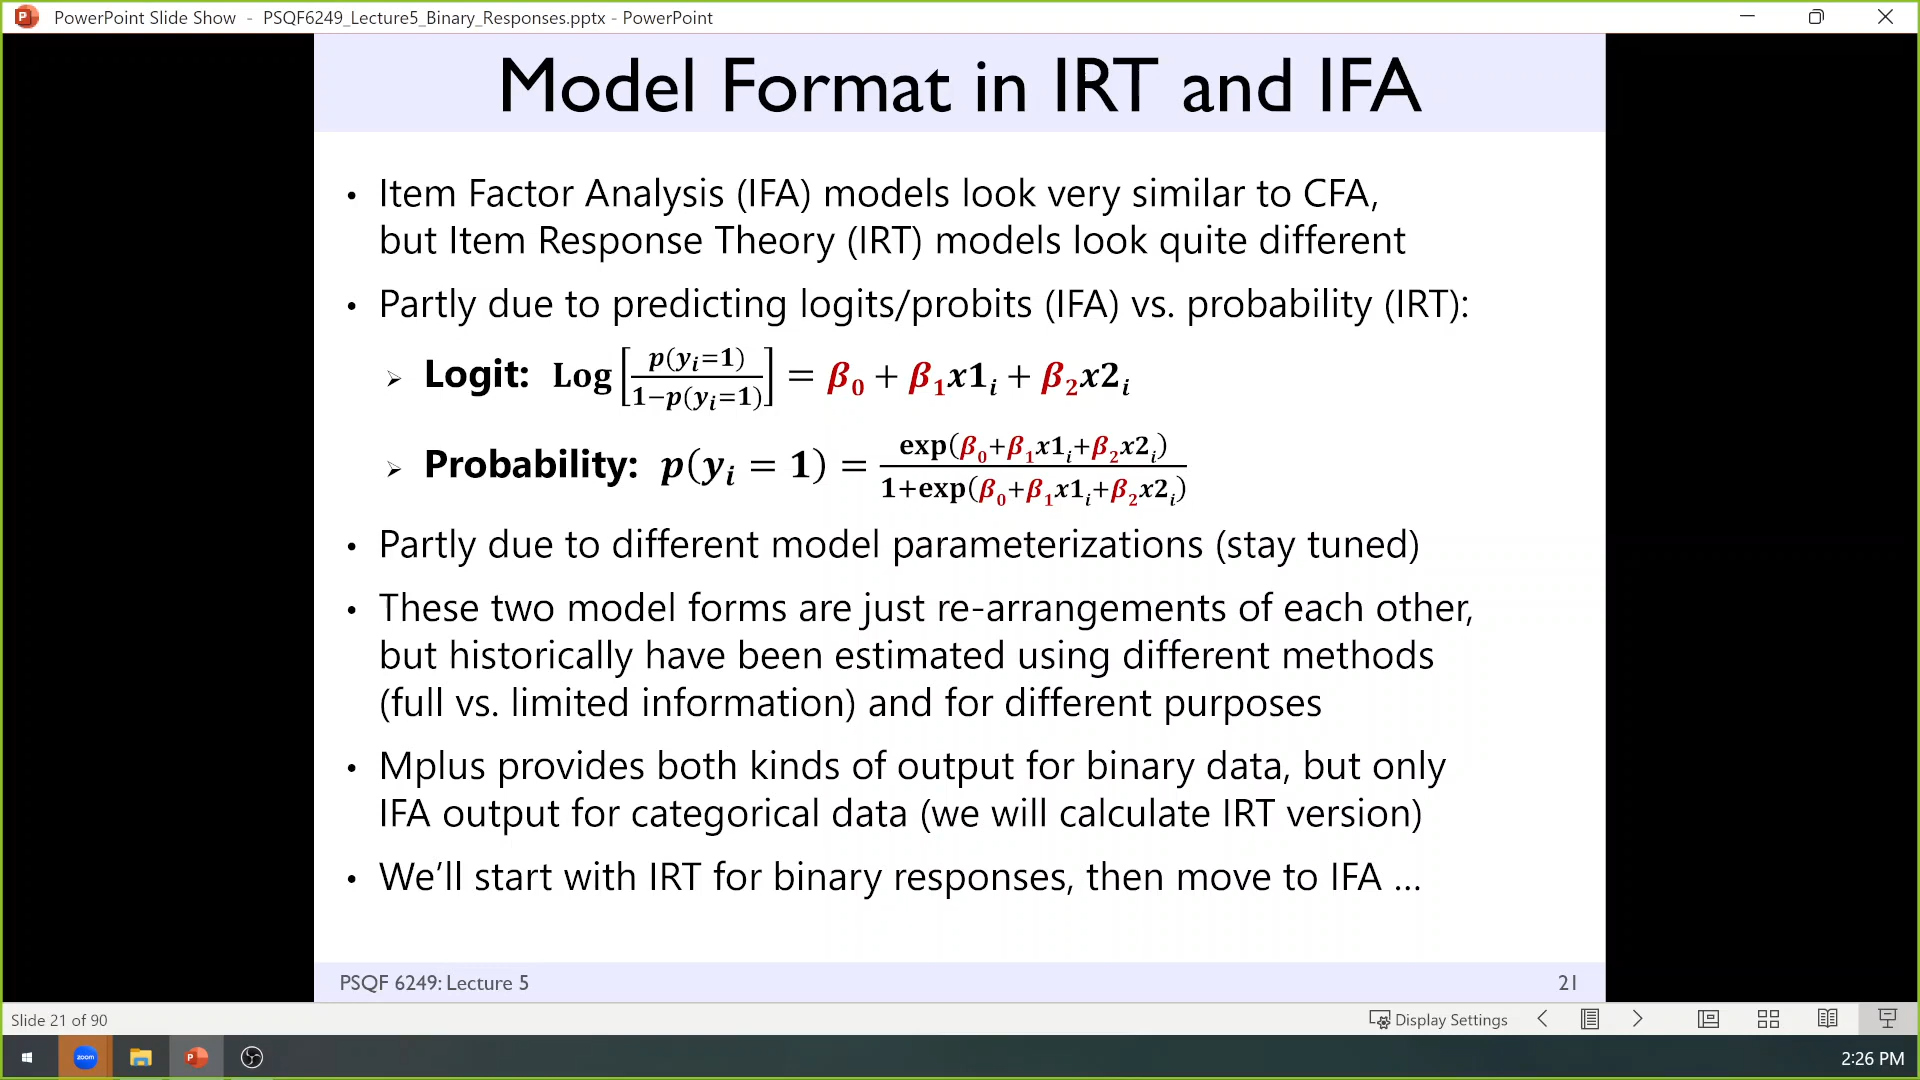 PowerPoint Slide Show - PSQF6249_Lecture5_Binary_Responses.pptx - PowerPoint
Model Format in IRT and IFA
• Item Factor Analysis (IFA) models look very similar to CFA,
but Item Response Theory (IRT) models look quite different
• Partly due to predicting logits/probits (IFA) vs. probability (IRT):
➢ Logit: Log[p(yᵢ=1) / 1−p(yᵢ=1)] = β₀ + β₁x1ᵢ + β₂x2ᵢ
➢ Probability: p(yᵢ = 1) = exp(β₀+β₁x1ᵢ+β₂x2ᵢ) / 1+exp(β₀+β₁x1ᵢ+β₂x2ᵢ)
• Partly due to different model parameterizations (stay tuned)
• These two model forms are just re-arrangements of each other,
but historically have been estimated using different methods
(full vs. limited information) and for different purposes
• Mplus provides both kinds of output for binary data, but only
IFA output for categorical data (we will calculate IRT version)
• We’ll start with IRT for binary responses, then move to IFA …
PSQF 6249: Lecture 5 21
Slide 21 of 90 Display Settings
zoom 2:26 PM